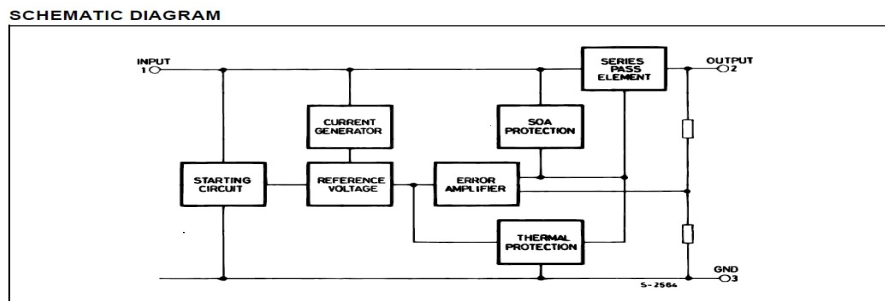 SCHEMATIC DIAGRAM
INPUT
1
SERIES
PASS
ELEMENT
OUTPUT
2
CURRENT
GENERATOR
SOA
PROTECTION
STARTING
CIRCUIT
REFERENCE
VOLTAGE
ERROR
AMPLIFIER
THERMAL
PROTECTION
GND
3
S-2564